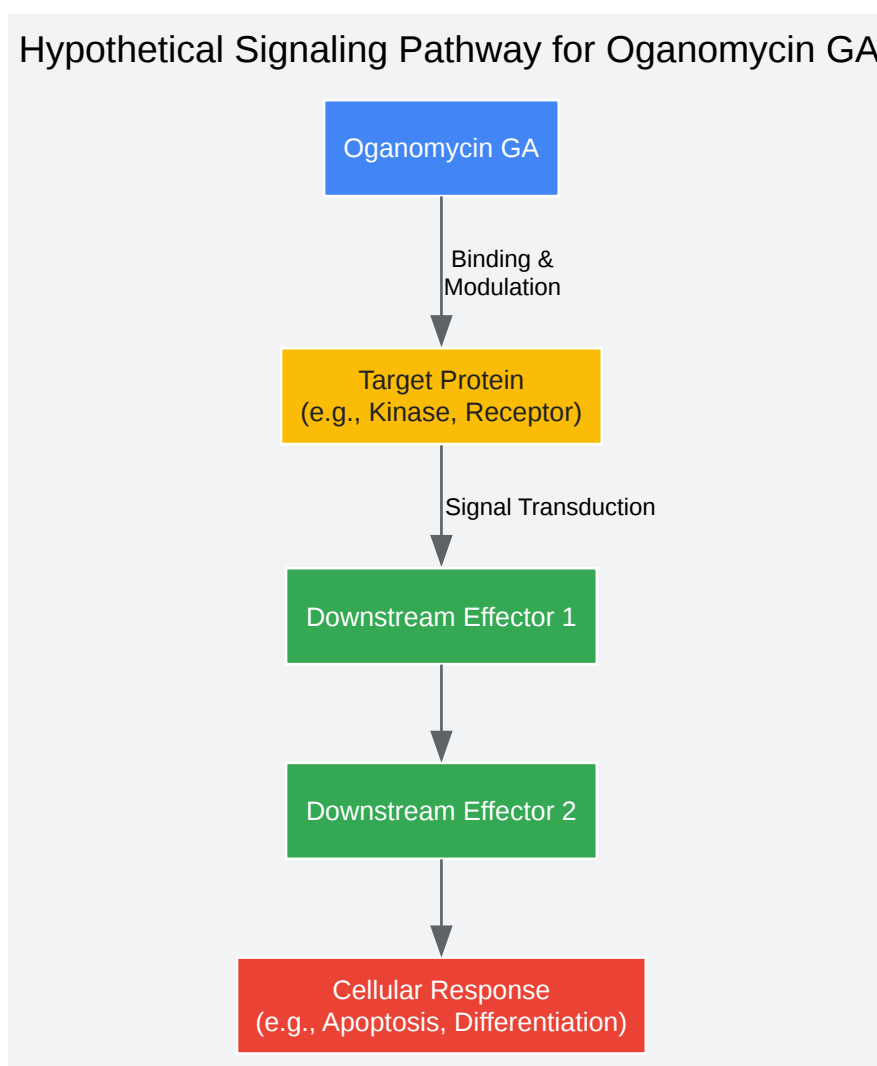 Hypothetical Signaling Pathway for Oganomycin GA
Oganomycin GA
Binding &
Modulation
Target Protein
(e.g., Kinase, Receptor)
Signal Transduction
Downstream Effector 1
Downstream Effector 2
Cellular Response
(e.g., Apoptosis, Differentiation)